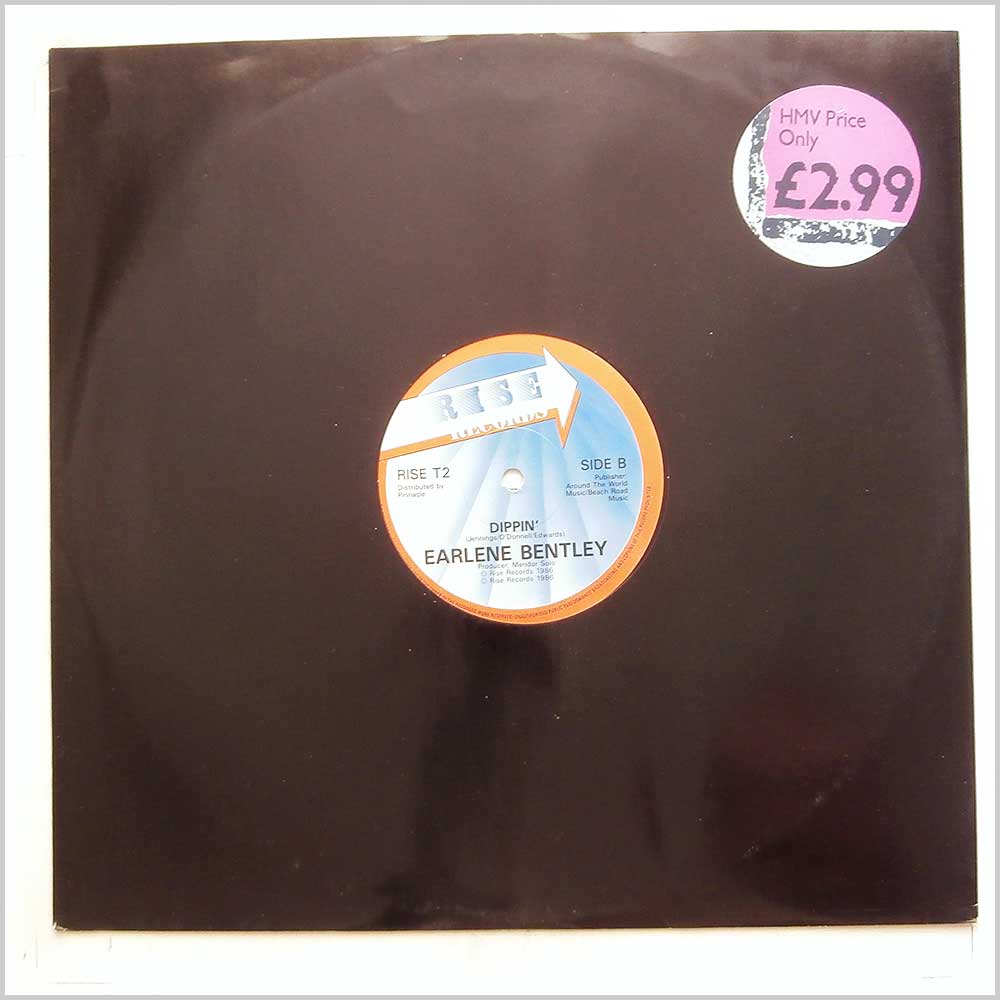 HMV Price
Only
£2.99
RISE
RECORDS
RISE T2
Distributed by
Pinnacle
SIDE B
Publisher:
Around The World
Music/Beach Road
Music
DIPPIN'
(Jennings/O'Donnell/Edwards)
EARLENE BENTLEY
Producer: Mendor Solo
℗ Rise Records 1986
© Rise Records 1986